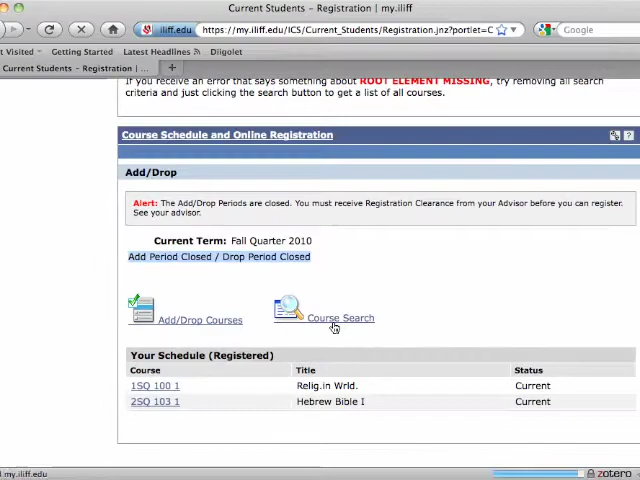 Current Students - Registration | my.iliff
iliff.edu
https://my.iliff.edu/ICS/Current_Students/Registration.jnz?portlet=C
Google
t Visited
Getting Started
Latest Headlines
Diigolet
Current Students - Registration | ...
If you receive an error that says something about ROOT ELEMENT MISSING, try removing all search
criteria and just clicking the search button to get a list of all courses.
Course Schedule and Online Registration
?
Add/Drop
Alert: The Add/Drop Periods are closed. You must receive Registration Clearance from your Advisor before you can register.
See your advisor.
Current Term: Fall Quarter 2010
Add Period Closed / Drop Period Closed
Add/Drop Courses
Course Search
Your Schedule (Registered)
Course Title Status
1SQ 100 1 Relig.in Wrld. Current
2SQ 103 1 Hebrew Bible I Current
d my.iliff.edu
zotero